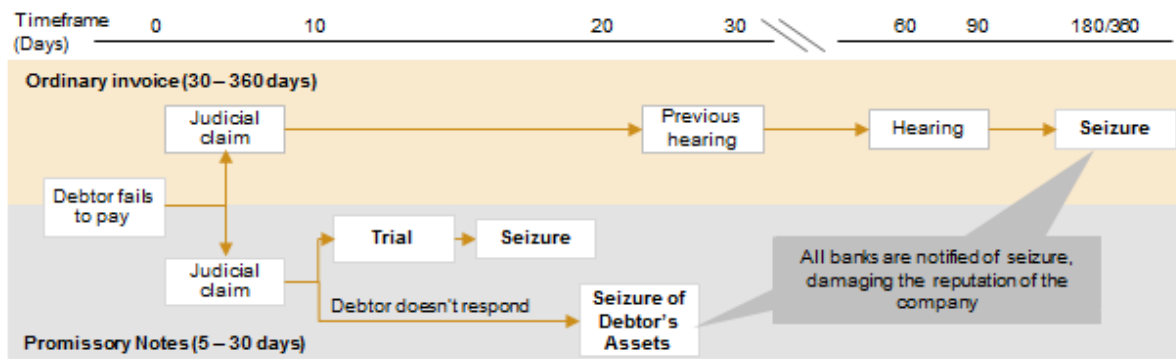 Timeframe
(Days)
0 10 20 30 60 90 180/360
Ordinary invoice (30 – 360 days)
Judicial
claim
Previous
hearing
Hearing
Seizure
Debtor fails
to pay
Trial
Seizure
Judicial
claim
Debtor doesn't respond
Seizure of
Debtor's
Assets
All banks are notified of seizure,
damaging the reputation of the
company
Promissory Notes (5 – 30 days)